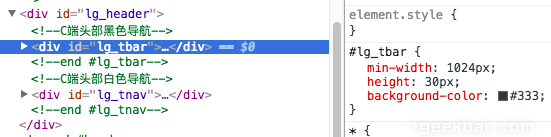 <div id="lg_header">
<!--C端头部黑色导航-->
▶<div id="lg_tbar">…</div> == $0
<!--end #lg_tbar-->
<!--C端头部白色导航-->
▶<div id="lg_tnav">…</div>
<!--end #lg_tnav-->
</div>
element.style {
}
#lg_tbar {
min-width: 1024px;
height: 30px;
background-color: #333;
}
* {
igeekbar.com